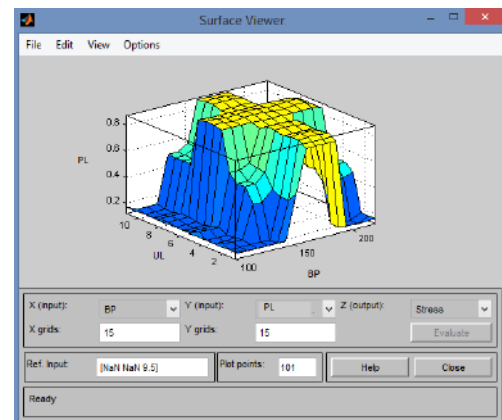 Surface Viewer:
File Edit View Options
0.8
0.6
0.4
0.2
PL
10
8
6
4
2
UL
100
150
200
BP
X (input): BP Y (input): PL Z (output): Stress
X grids: 15 Y grids: 15 Evaluate
Ref. Input: [NaN NaN 9.5] Plot points: 101 Help Close
Ready